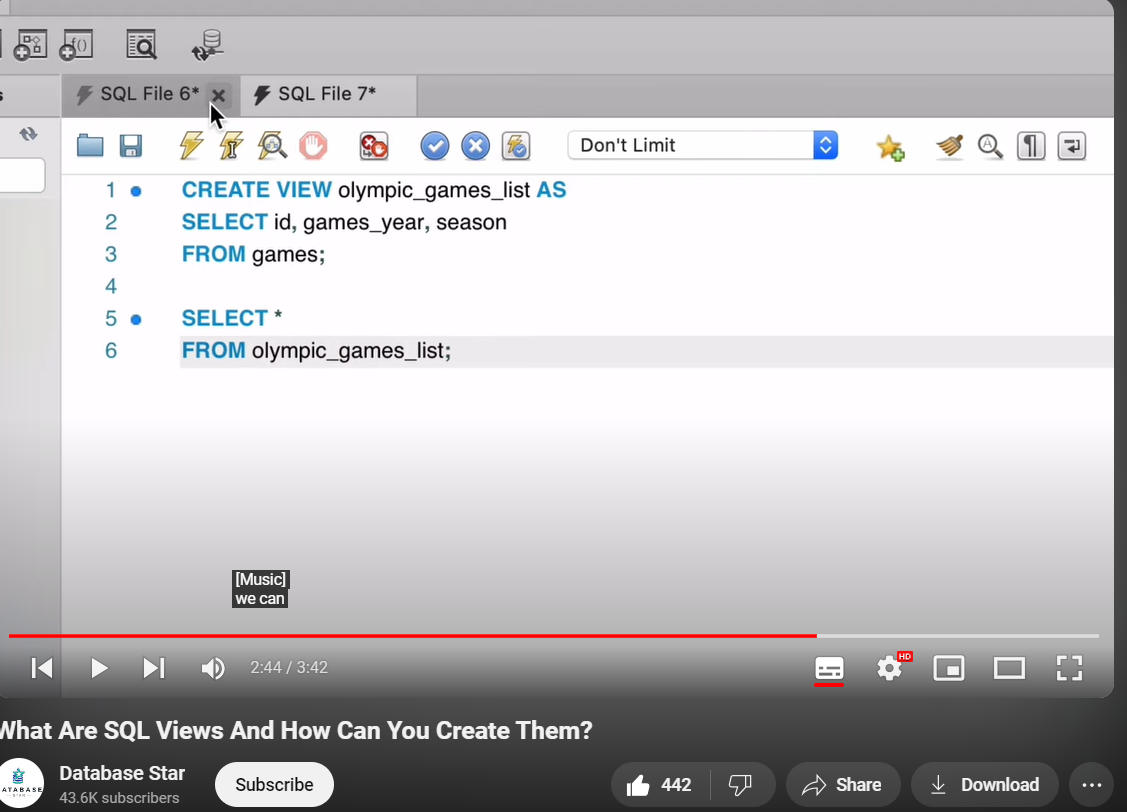 SQL File 6*
SQL File 7*
Don't Limit
1 CREATE VIEW olympic_games_list AS
2 SELECT id, games_year, season
3 FROM games;
4
5 SELECT *
6 FROM olympic_games_list;
[Music]
we can
2:44 / 3:42
HD
What Are SQL Views And How Can You Create Them?
Database Star
43.6K subscribers
Subscribe
442
Share
Download